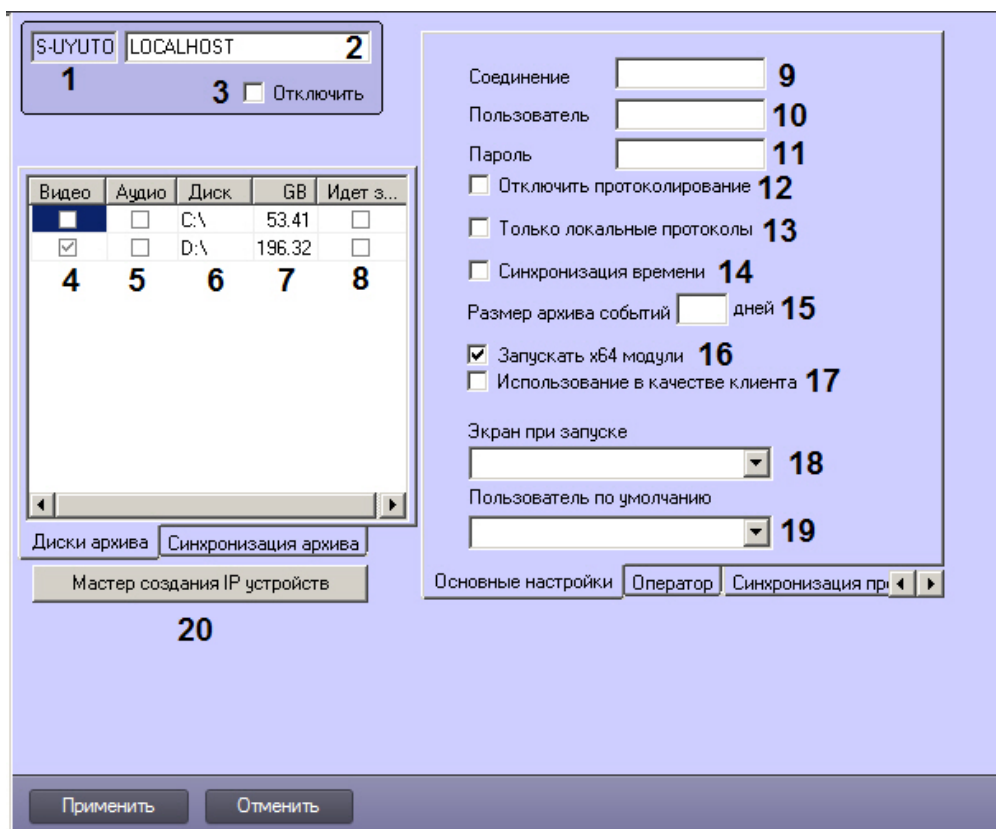 S-UYUTO LOCALHOST 2
1
3 Отключить
Видео Аудио Диск GB Идет з...
C:\ 53.41
D:\ 196.32
4 5 6 7 8
Диски архива Синхронизация архива
Мастер создания IP устройств
20
Соединение 9
Пользователь 10
Пароль 11
Отключить протоколирование 12
Только локальные протоколы 13
Синхронизация времени 14
Размер архива событий дней 15
Запускать x64 модули 16
Использование в качестве клиента 17
Экран при запуске
18
Пользователь по умолчанию
19
Основные настройки Оператор Синхронизация пр
Применить Отменить